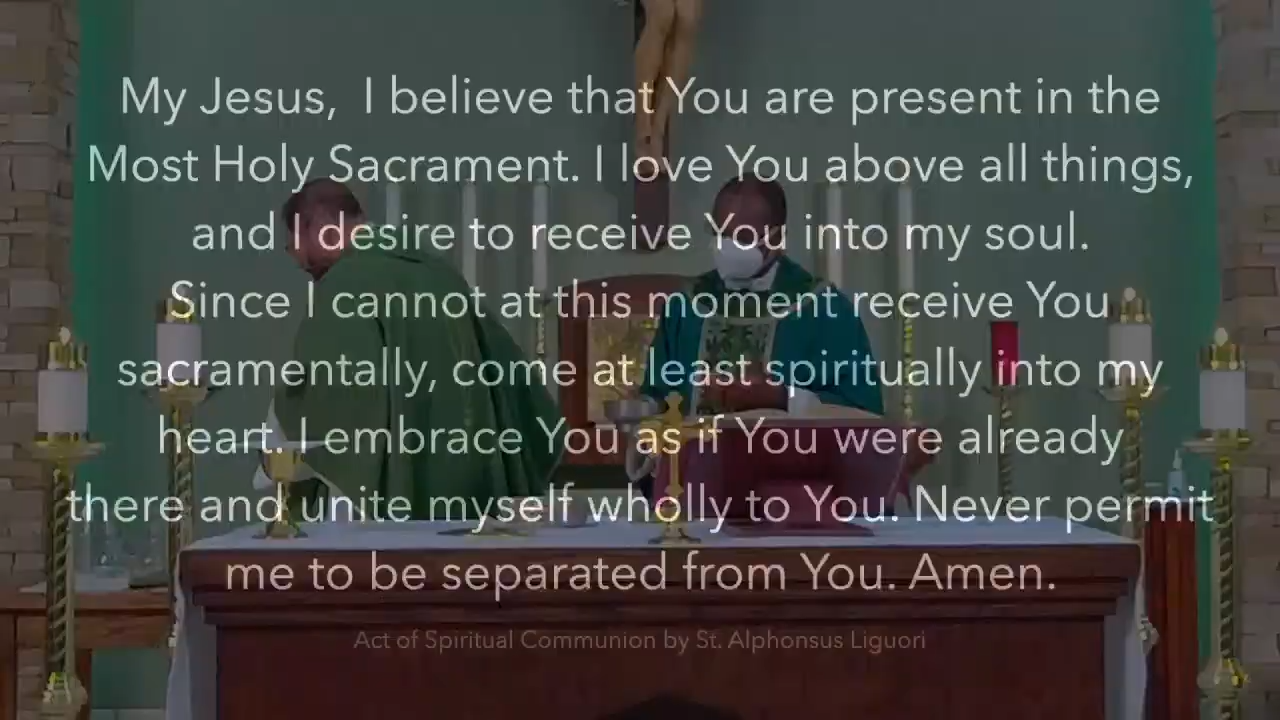 My Jesus, I believe that You are present in the
Most Holy Sacrament. I love You above all things,
and I desire to receive You into my soul.
Since I cannot at this moment receive You
sacramentally, come at least spiritually into my
heart. I embrace You as if You were already
there and unite myself wholly to You. Never permit
me to be separated from You. Amen.
Act of Spiritual Communion by St. Alphonsus Liguori